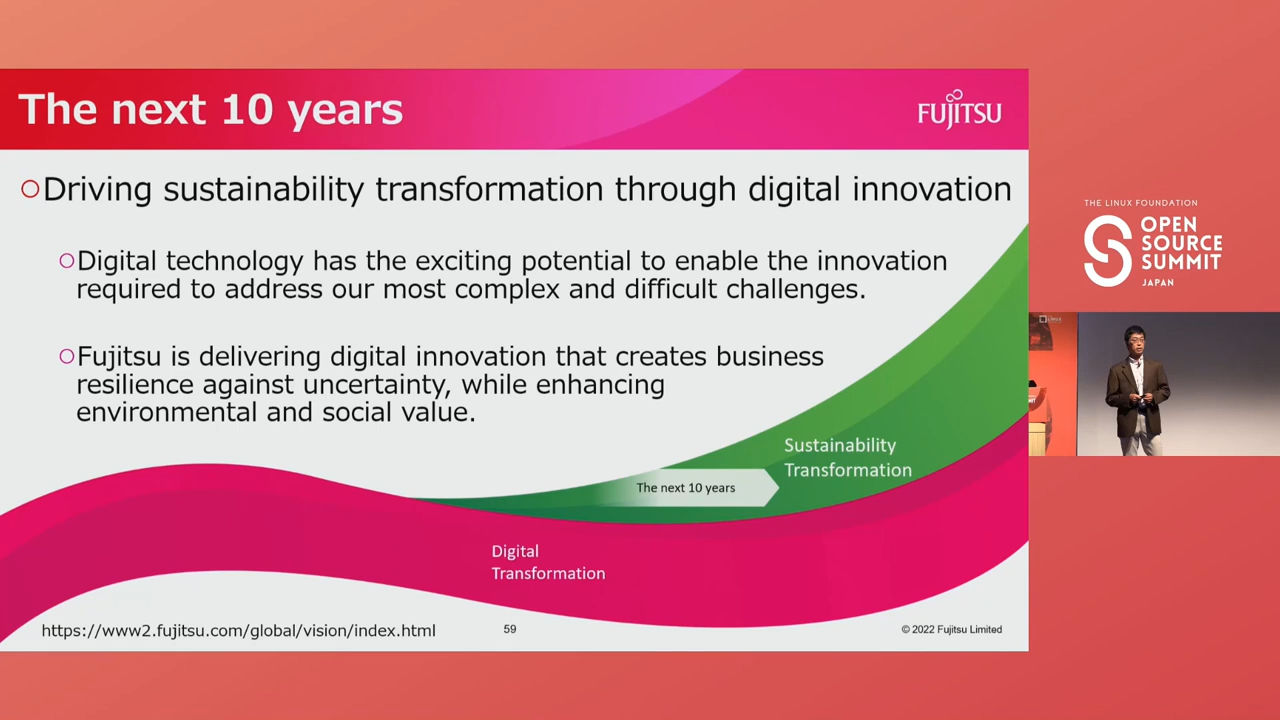 The next 10 years
FUJITSU
Driving sustainability transformation through digital innovation
Digital technology has the exciting potential to enable the innovation
required to address our most complex and difficult challenges.
Fujitsu is delivering digital innovation that creates business
resilience against uncertainty, while enhancing
environmental and social value.
Sustainability
Transformation
The next 10 years
Digital
Transformation
https://www2.fujitsu.com/global/vision/index.html
59
© 2022 Fujitsu Limited
THE LINUX FOUNDATION
OPEN
SOURCE
SUMMIT
JAPAN